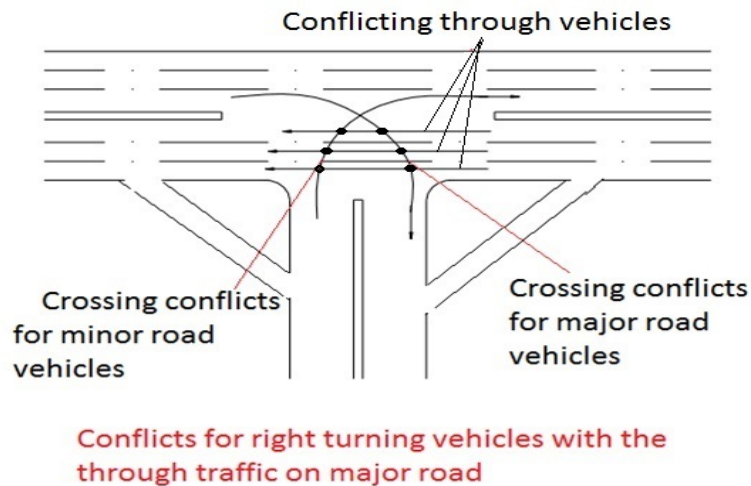 Conflicting through vehicles
Crossing conflicts
for minor road
vehicles
Crossing conflicts
for major road
vehicles
Conflicts for right turning vehicles with the
through traffic on major road